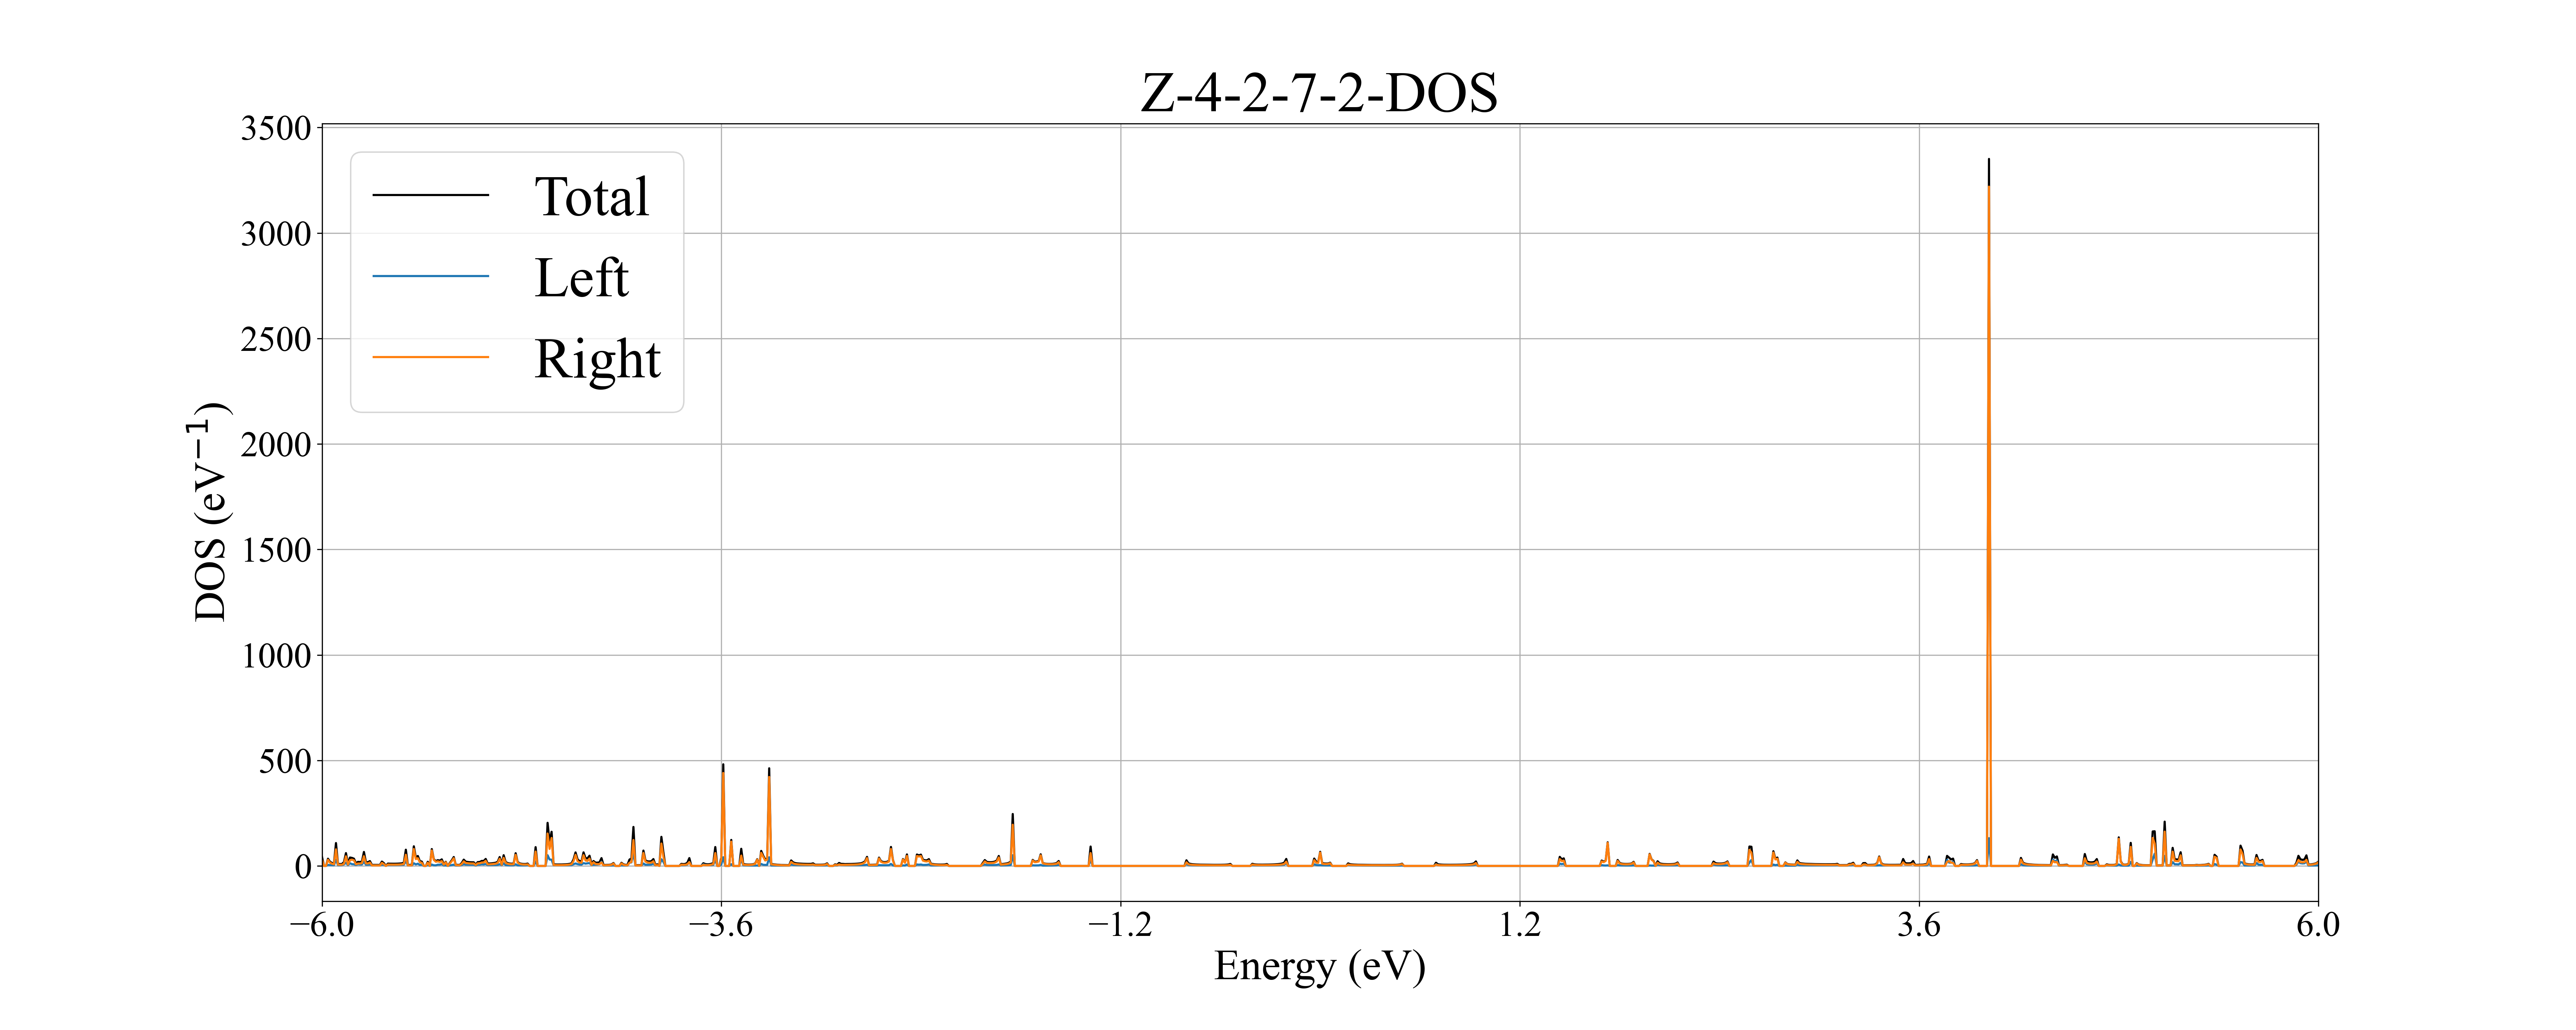 Z-4-2-7-2-DOS
3500
3000
2500
2000
1500
1000
500
0
DOS (eV⁻¹)
Total
Left
Right
−6.0
−3.6
−1.2
1.2
3.6
6.0
Energy (eV)